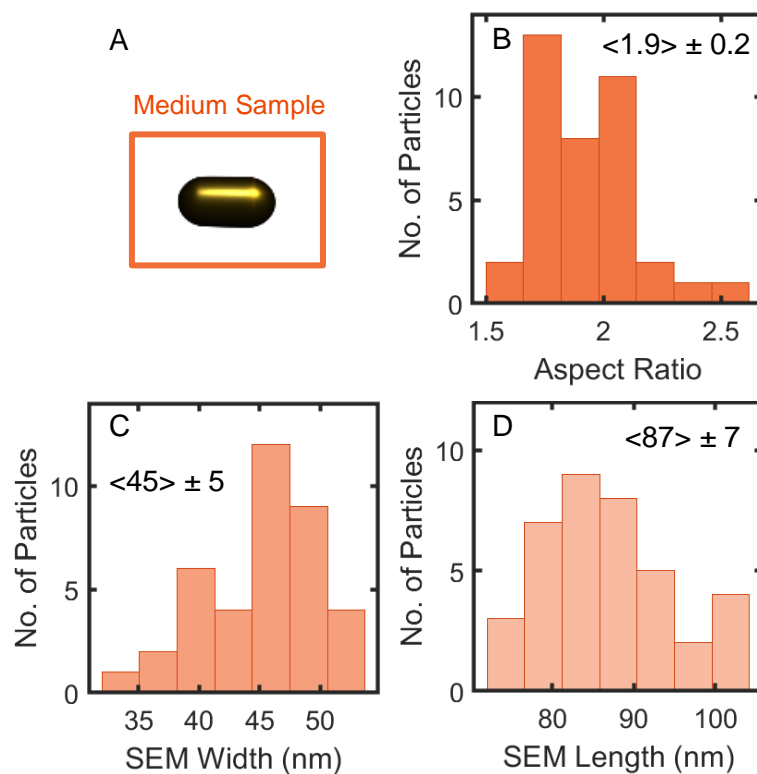 A
Medium Sample
B
<1.9> ± 0.2
No. of Particles
0
5
10
1.5
2
2.5
Aspect Ratio
C
<45> ± 5
No. of Particles
0
5
10
35
40
45
50
SEM Width (nm)
D
<87> ± 7
No. of Particles
0
5
10
80
90
100
SEM Length (nm)